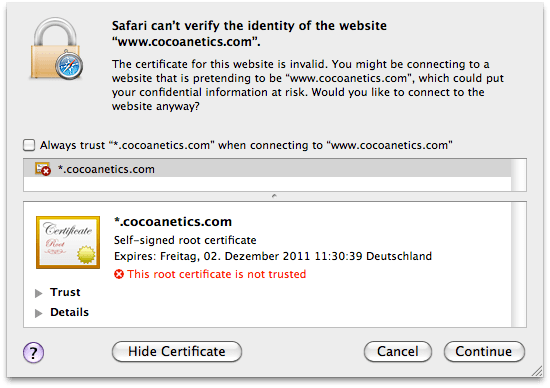 Safari can't verify the identity of the website
“www.cocoanetics.com”.
The certificate for this website is invalid. You might be connecting to a
website that is pretending to be “www.cocoanetics.com”, which could put
your confidential information at risk. Would you like to connect to the
website anyway?
Always trust “*.cocoanetics.com” when connecting to “www.cocoanetics.com”
*.cocoanetics.com
Certificate
Root
*.cocoanetics.com
Self-signed root certificate
Expires: Freitag, 02. Dezember 2011 11:30:39 Deutschland
This root certificate is not trusted
Trust
Details
?
Hide Certificate
Cancel
Continue